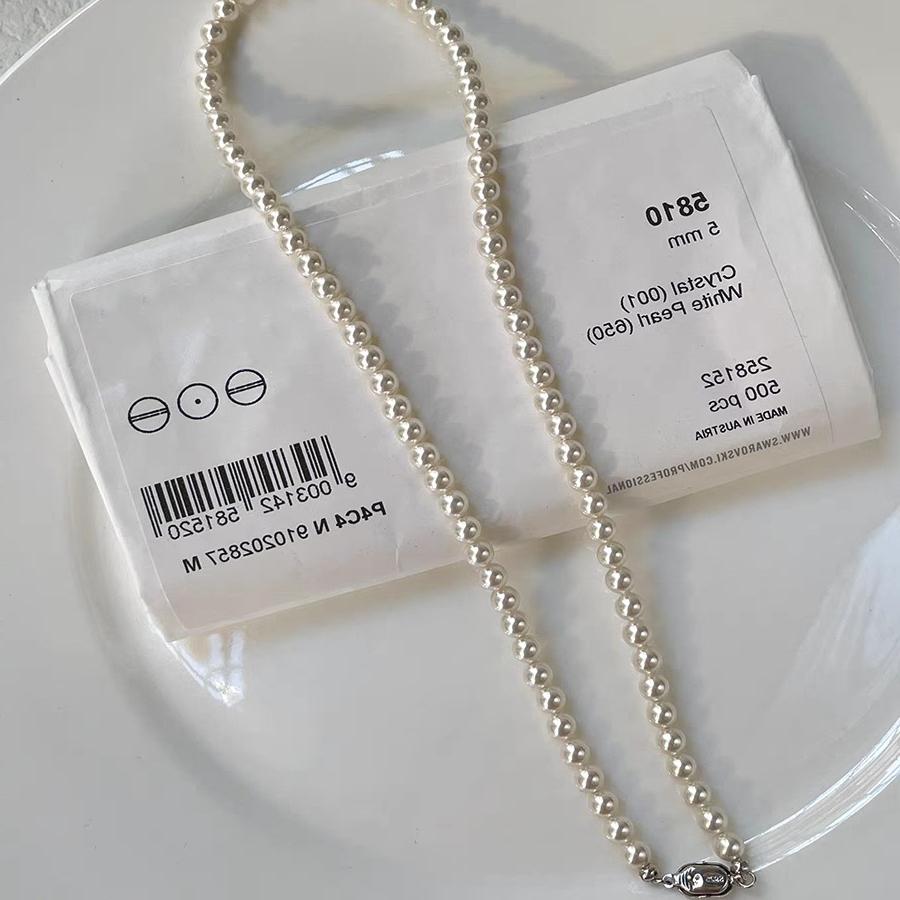 5810
5 mm
Crystal (001)
White Pearl (650)
258152
500 pcs
MADE IN AUSTRIA
WWW.SWAROVSKI.COM/PROFESSIONAL
9 003142 581520
P4C4 N 910202857 M